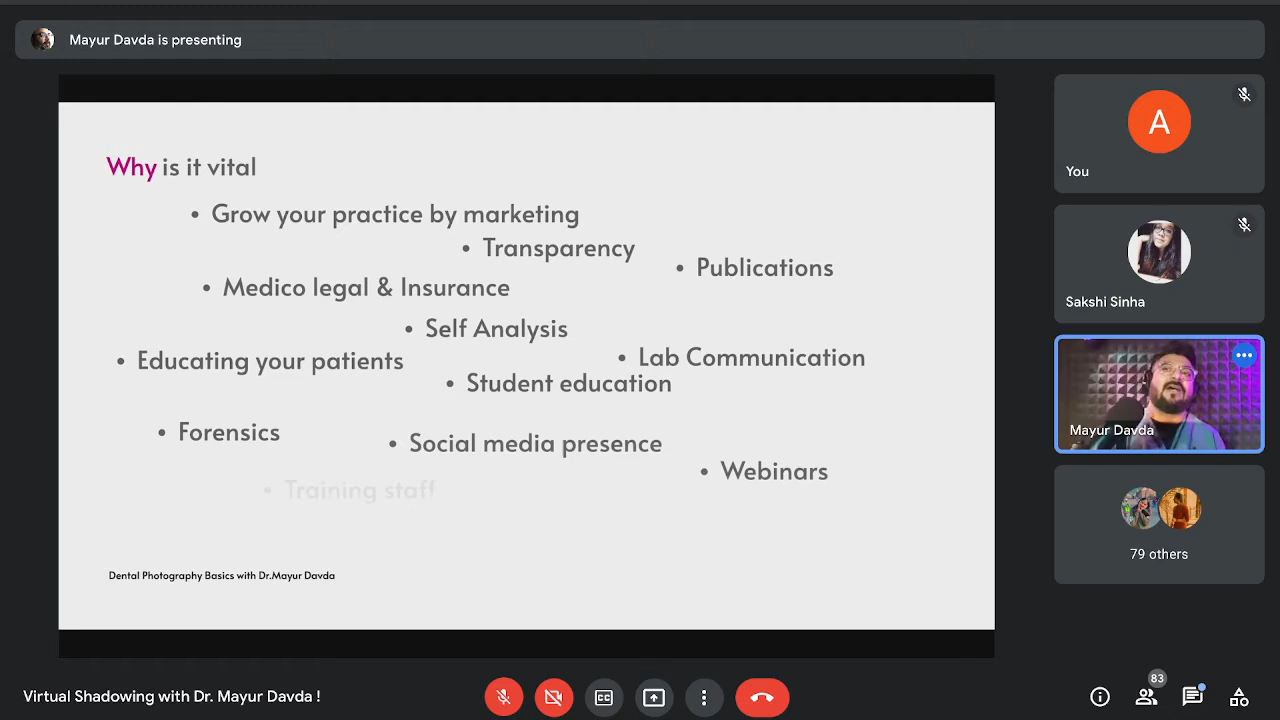 Mayur Davda is presenting
Why is it vital
• Grow your practice by marketing
• Transparency
• Publications
• Medico legal & Insurance
• Self Analysis
• Educating your patients
• Lab Communication
• Student education
• Forensics
• Social media presence
• Webinars
• Training staff
Dental Photography Basics with Dr.Mayur Davda
A
You
Sakshi Sinha
Mayur Davda
79 others
Virtual Shadowing with Dr. Mayur Davda !
CC
83